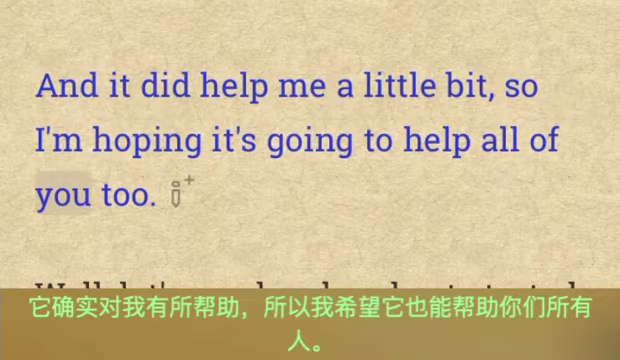 And it did help me a little bit, so
I'm hoping it's going to help all of
you too.
它确实对我有所帮助，所以我希望它也能帮助你们所有
人。